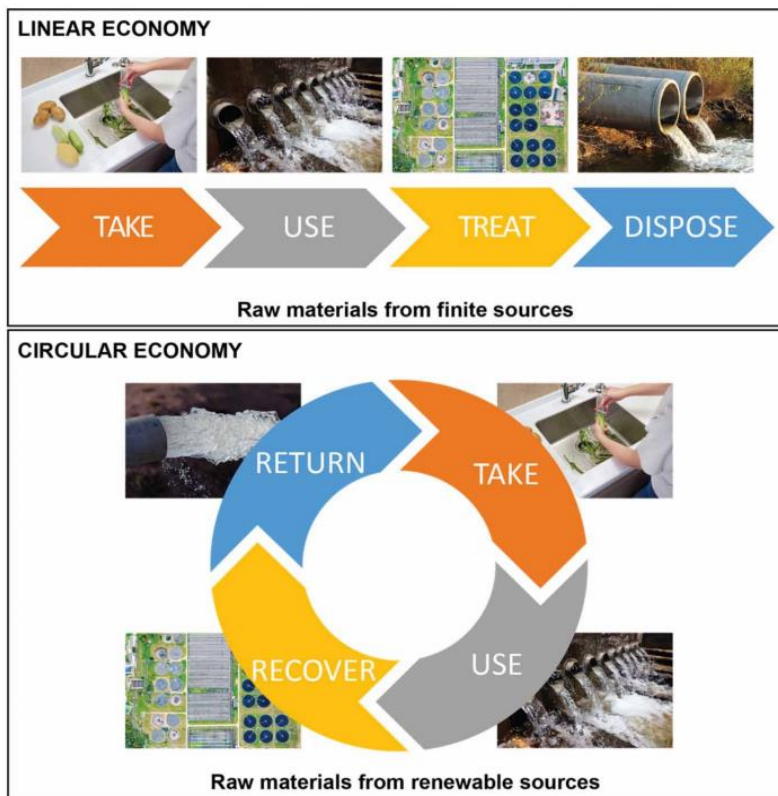 LINEAR ECONOMY
TAKE
USE
TREAT
DISPOSE
Raw materials from finite sources
CIRCULAR ECONOMY
RETURN
TAKE
RECOVER
USE
Raw materials from renewable sources